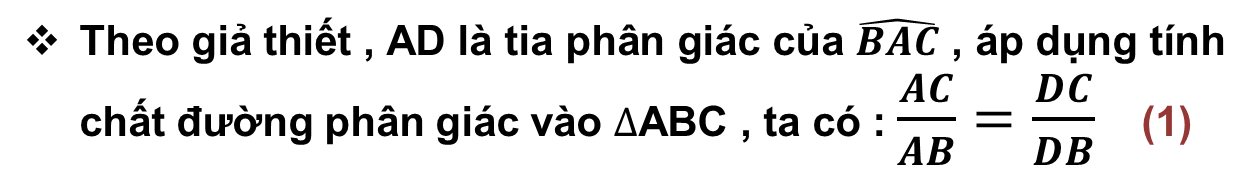 ❖ Theo giả thiết , AD là tia phân giác của $\widehat{BAC}$ , áp dụng tính
chất đường phân giác vào ΔABC , ta có : $\frac{AC}{AB} = \frac{DC}{DB}$ (1)